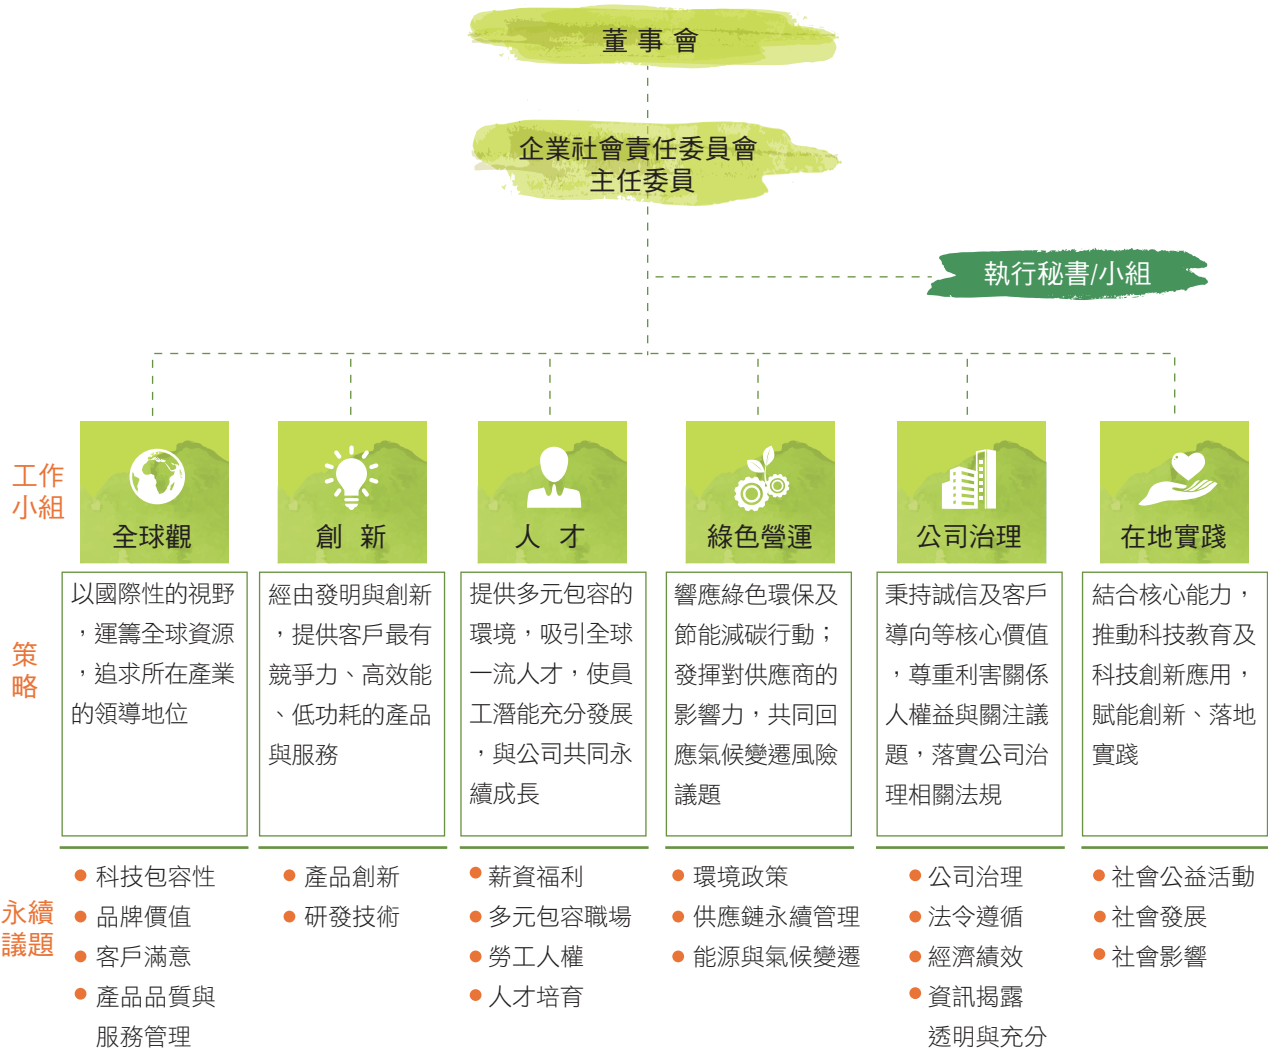 董事會
企業社會責任委員會
主任委員
執行秘書/小組
工作
小組
全球觀
創 新
人 才
綠色營運
公司治理
在地實踐
策
略
以國際性的視野
，運籌全球資源
，追求所在產業
的領導地位
經由發明與創新
，提供客戶最有
競爭力、高效能
、低功耗的產品
與服務
提供多元包容的
環境，吸引全球
一流人才，使員
工潛能充分發展
，與公司共同永
續成長
響應綠色環保及
節能減碳行動；
發揮對供應商的
影響力，共同回
應氣候變遷風險
議題
秉持誠信及客戶
導向等核心價值
，尊重利害關係
人權益與關注議
題，落實公司治
理相關法規
結合核心能力，
推動科技教育及
科技創新應用，
賦能創新、落地
實踐
永續
議題
科技包容性
品牌價值
客戶滿意
產品品質與
服務管理
產品創新
研發技術
薪資福利
多元包容職場
勞工人權
人才培育
環境政策
供應鏈永續管理
能源與氣候變遷
公司治理
法令遵循
經濟績效
資訊揭露
透明與充分
社會公益活動
社會發展
社會影響